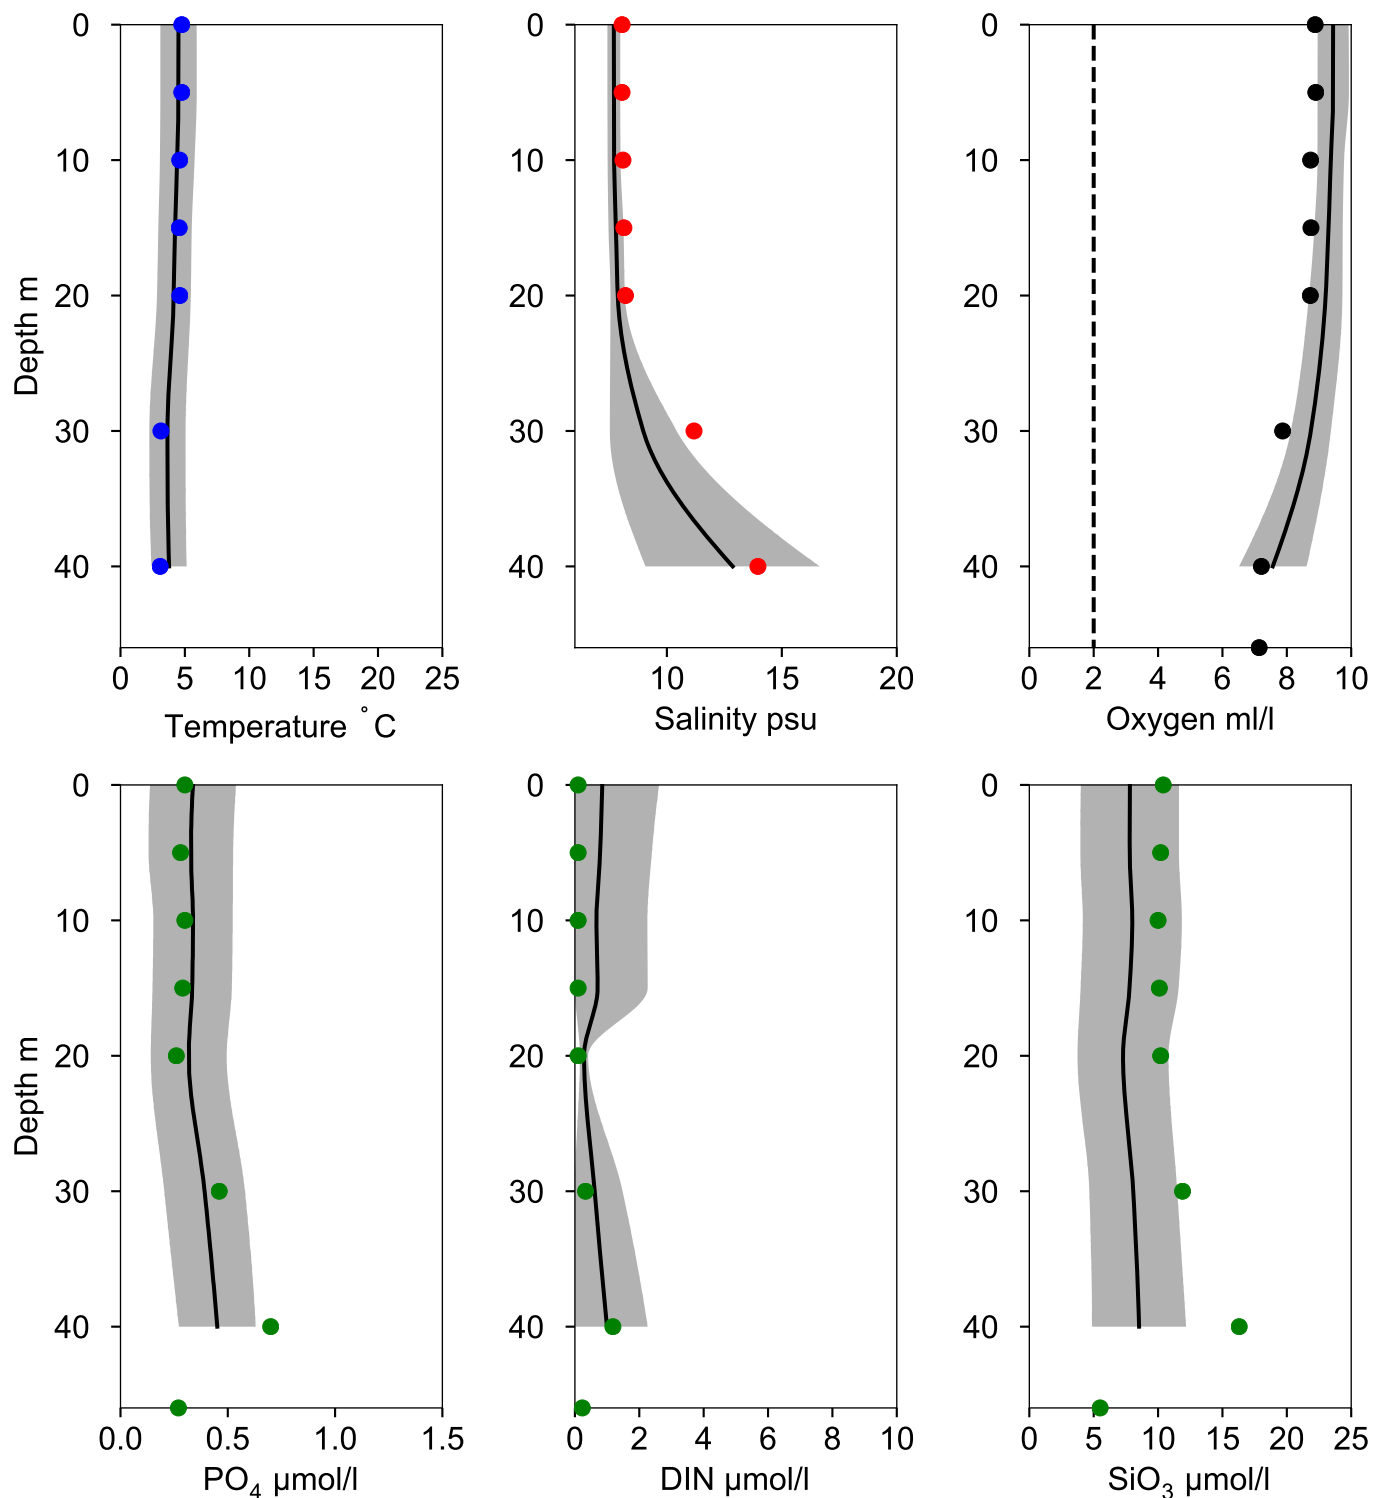 0
10
20
30
40
Depth m
0 5 10 15 20 25
Temperature °C
0
10
20
30
40
10 15 20
Salinity psu
0
10
20
30
40
0 2 4 6 8 10
Oxygen ml/l
0
10
20
30
40
Depth m
0.0 0.5 1.0 1.5
PO₄ µmol/l
0
10
20
30
40
0 2 4 6 8 10
DIN µmol/l
0
10
20
30
40
0 5 10 15 20 25
SiO₃ µmol/l